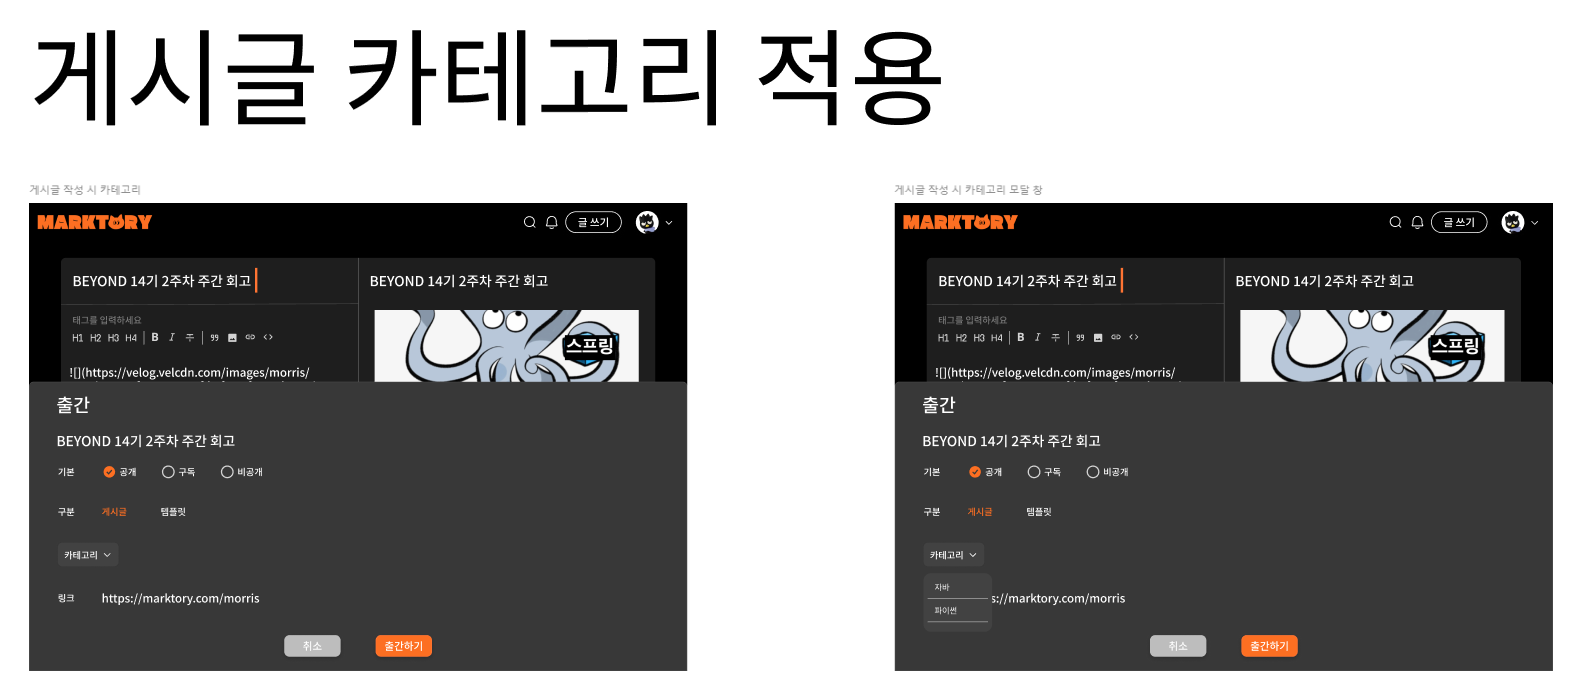 게시글 카테고리 적용
게시글 작성 시 카테고리
MARKTORY
글 쓰기
BEYOND 14기 2주차 주간 회고
BEYOND 14기 2주차 주간 회고
태그를 입력하세요
H1 H2 H3 H4 B I T
스프링
![](https://velog.velcdn.com/images/morris/
출간
BEYOND 14기 2주차 주간 회고
기본 공개 구독 비공개
구분 게시글 템플릿
카테고리
링크 https://marktory.com/morris
취소 출간하기
게시글 작성 시 카테고리 모달 창
MARKTORY
글 쓰기
BEYOND 14기 2주차 주간 회고
BEYOND 14기 2주차 주간 회고
태그를 입력하세요
H1 H2 H3 H4 B I T
스프링
![](https://velog.velcdn.com/images/morris/
출간
BEYOND 14기 2주차 주간 회고
기본 공개 구독 비공개
구분 게시글 템플릿
카테고리
자바
s://marktory.com/morris
파이썬
취소 출간하기